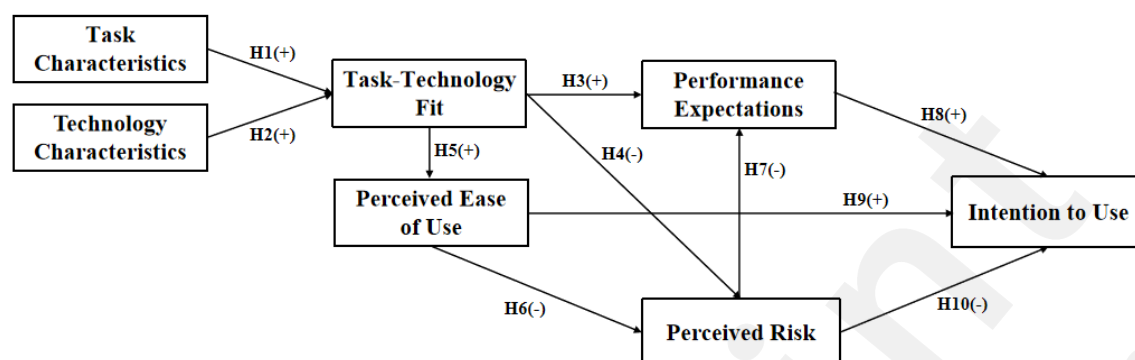 Task
Characteristics
H1(+)
Technology
Characteristics
H2(+)
Task-Technology
Fit
H3(+)
Performance
Expectations
H8(+)
H5(+)
H4(-)
H7(-)
Perceived Ease
of Use
H9(+)
Intention to Use
H6(-)
Perceived Risk
H10(-)
int